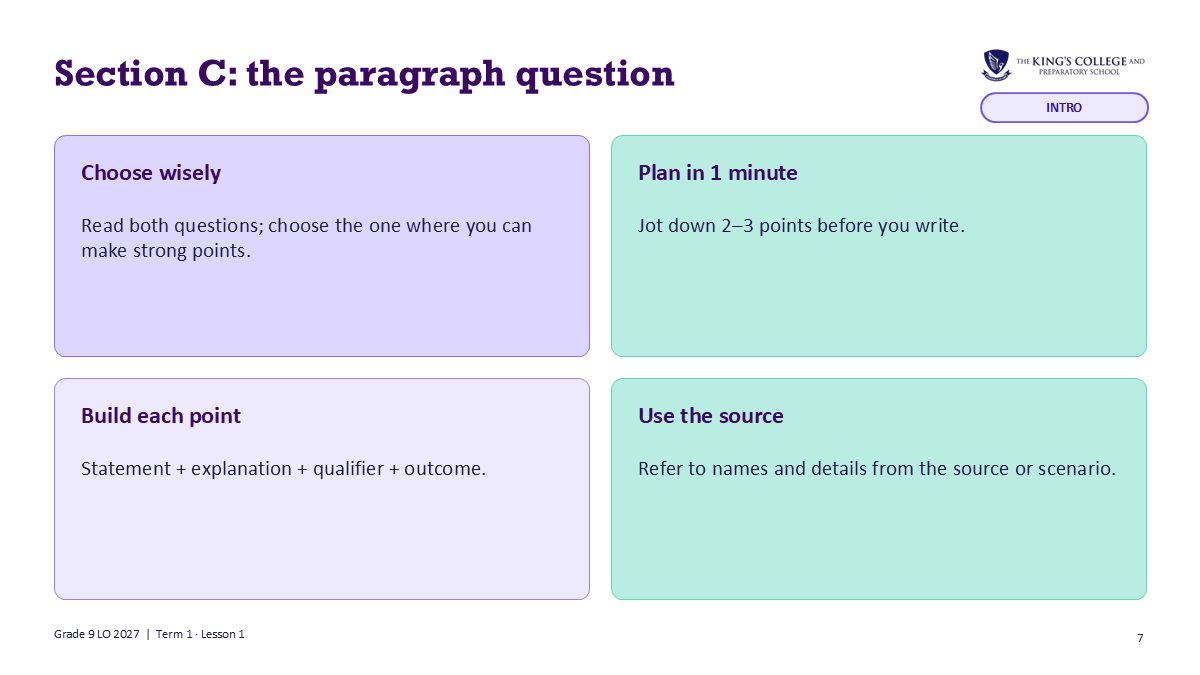 Section C: the paragraph question
THE KING'S COLLEGE AND
PREPARATORY SCHOOL
INTRO
Choose wisely
Read both questions; choose the one where you can
make strong points.
Plan in 1 minute
Jot down 2–3 points before you write.
Build each point
Statement + explanation + qualifier + outcome.
Use the source
Refer to names and details from the source or scenario.
Grade 9 LO 2027 | Term 1 · Lesson 1
7